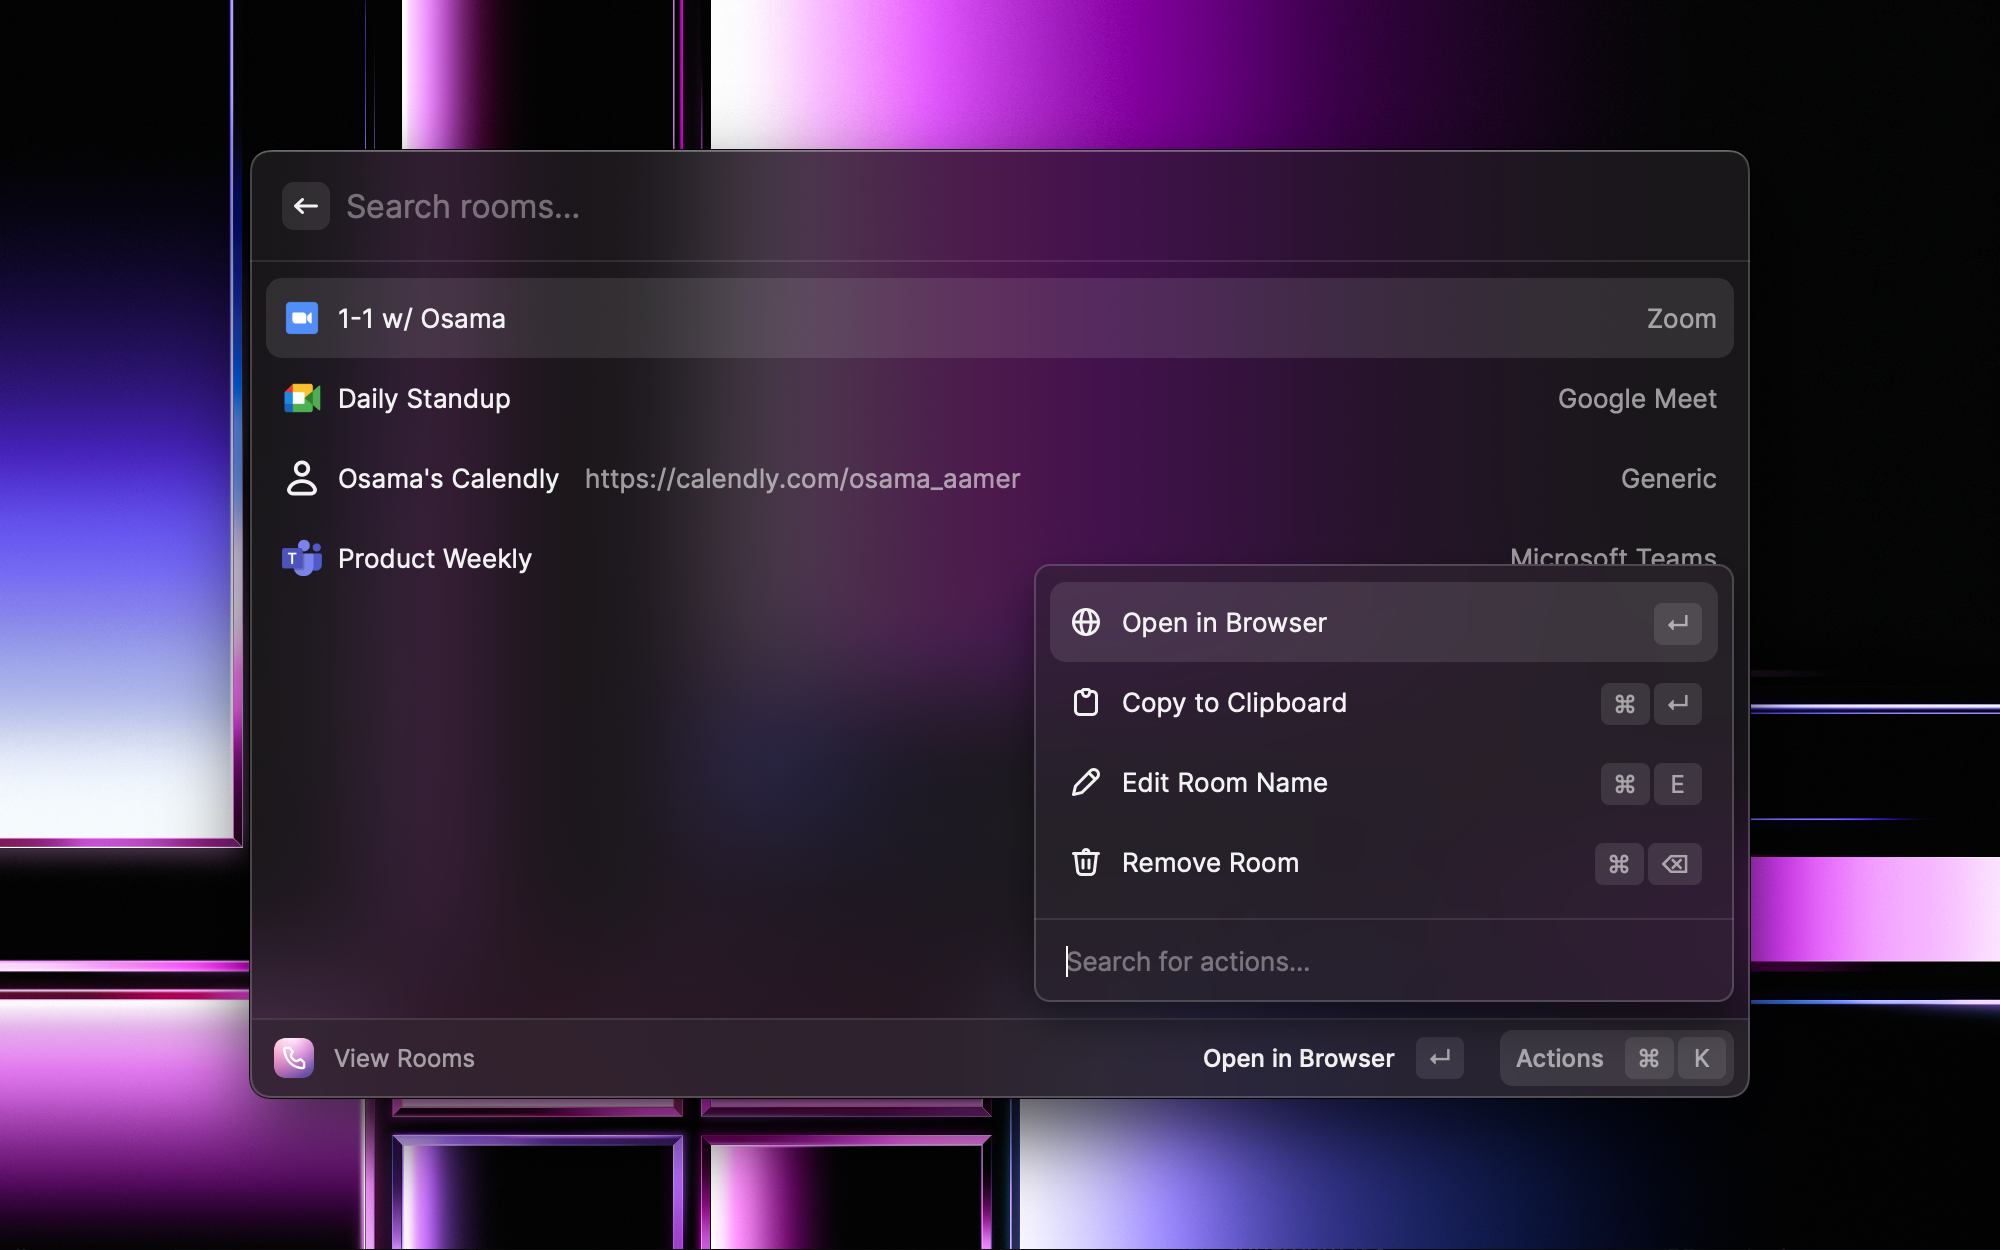 Search rooms...
1-1 w/ Osama Zoom
Daily Standup Google Meet
Osama's Calendly https://calendly.com/osama_aamer Generic
T Product Weekly Microsoft Teams
Open in Browser ↵
Copy to Clipboard ⌘ ↵
Edit Room Name ⌘ E
Remove Room ⌘ ⌫
Search for actions...
View Rooms Open in Browser ↵ Actions ⌘ K